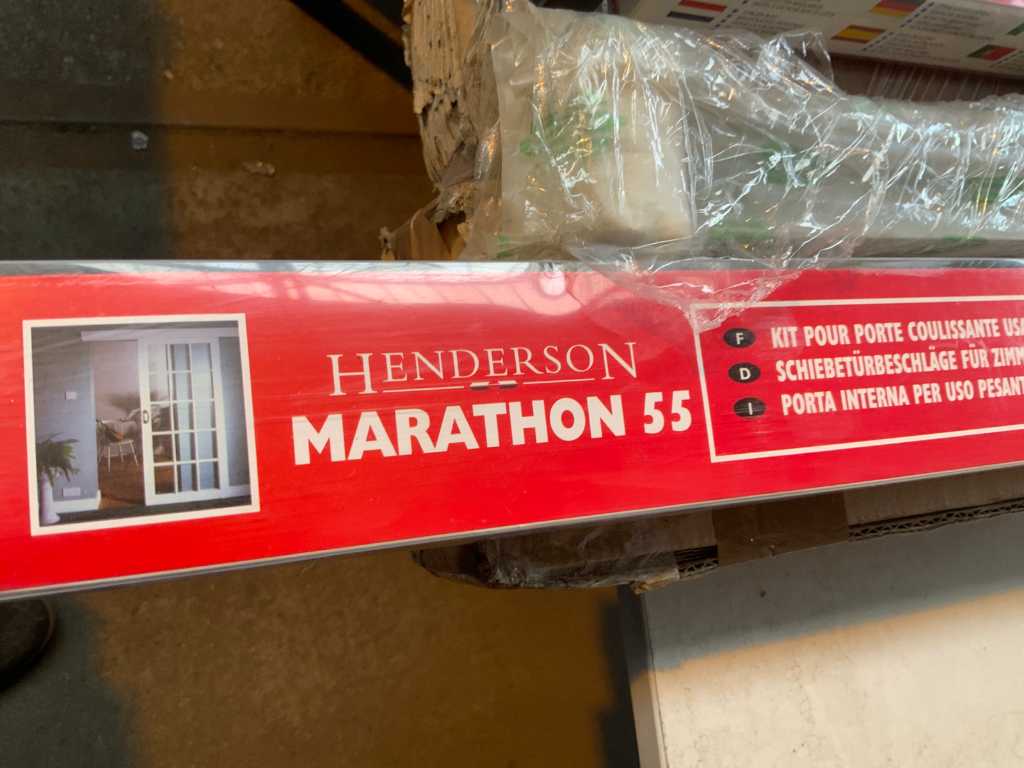 HENDERSON
MARATHON 55
F KIT POUR PORTE COULISSANTE
D SCHIEBETÜRBESCHLÄGE FÜR
I PORTA INTERNA PER USO